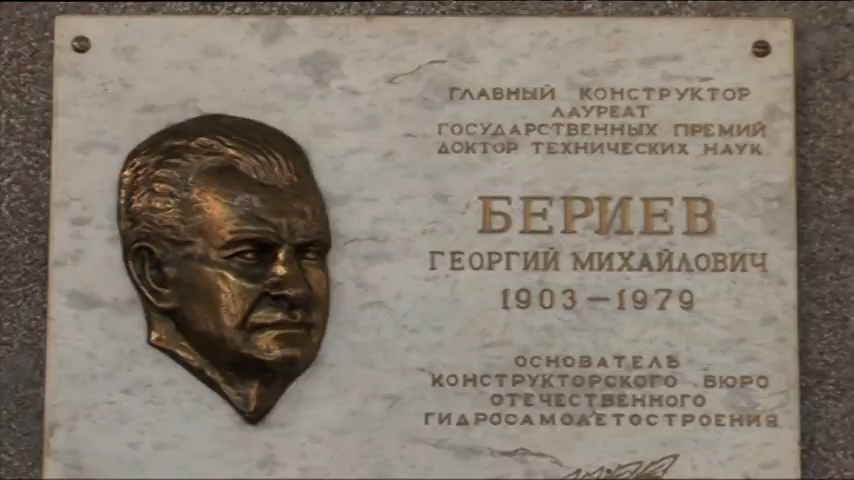 ГЛАВНЫЙ КОНСТРУКТОР
ЛАУРЕАТ
ГОСУДАРСТВЕННЫХ ПРЕМИЙ
ДОКТОР ТЕХНИЧЕСКИХ НАУК
БЕРИЕВ
ГЕОРГИЙ МИХАЙЛОВИЧ
1903–1979
ОСНОВАТЕЛЬ
КОНСТРУКТОРСКОГО БЮРО
ОТЕЧЕСТВЕННОГО
ГИДРОСАМОЛЕТОСТРОЕНИЯ